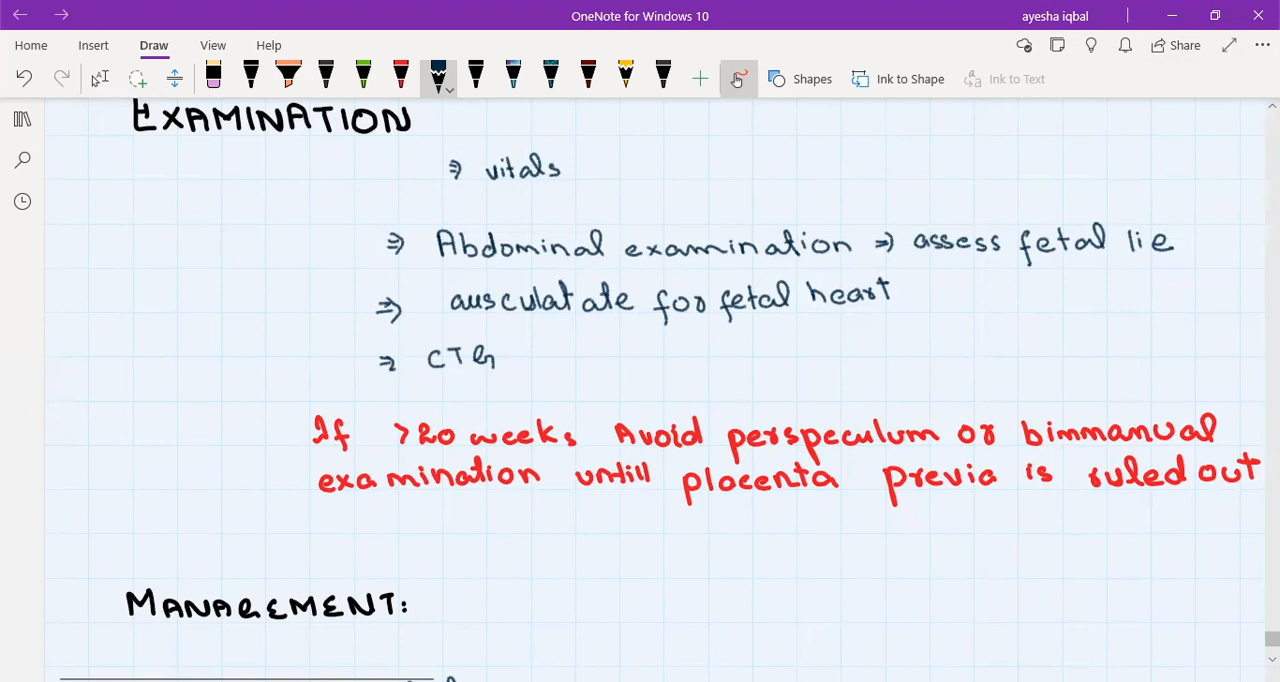 OneNote for Windows 10
ayesha iqbal
Home Insert Draw View Help
Share
Shapes Ink to Shape Ink to Text
EXAMINATION
⇒ vitals
⇒ Abdominal examination ⇒ assess fetal lie
⇒ ausculatate for fetal heart
⇒ CTG
If >20 weeks Avoid perspeculum or bimmanual
examination untill placenta previa is ruled out
MANAGEMENT: